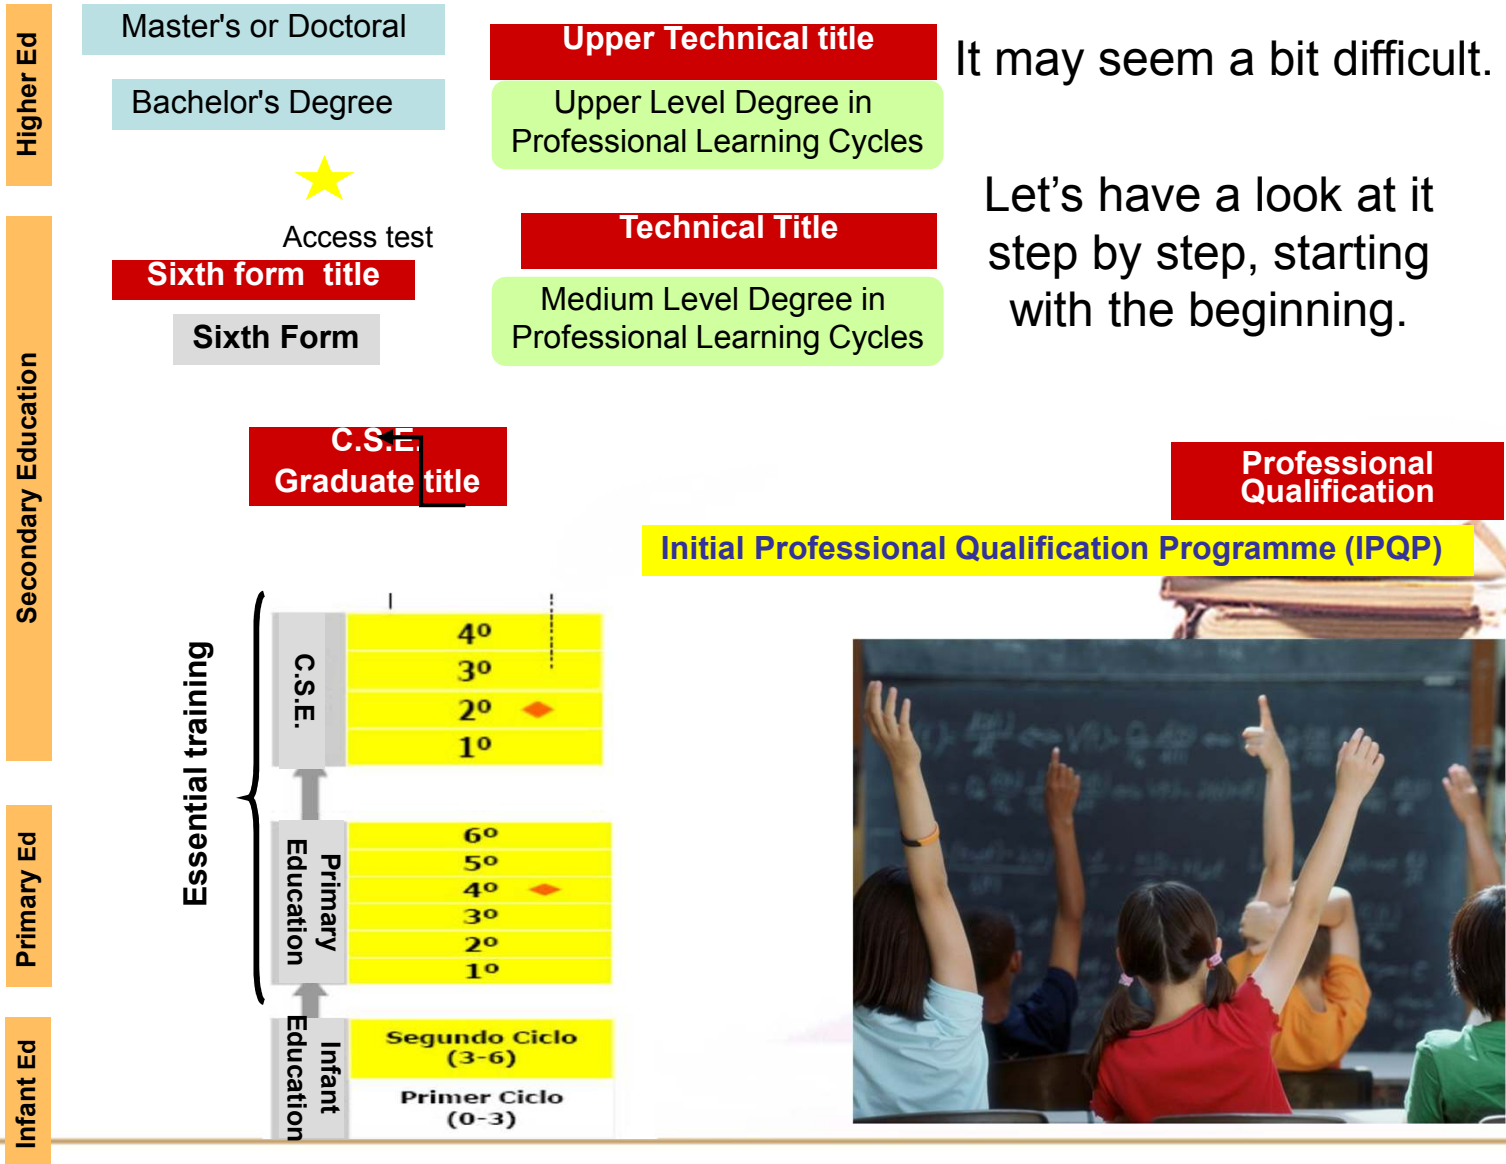 Higher Ed
Master's or Doctoral
Bachelor's Degree
Upper Technical title
Upper Level Degree in
Professional Learning Cycles
It may seem a bit difficult.
Let’s have a look at it
step by step, starting
with the beginning.
Secondary Education
Access test
Sixth form title
Sixth Form
Technical Title
Medium Level Degree in
Professional Learning Cycles
C.S.E.
Graduate title
Professional
Qualification
Initial Professional Qualification Programme (IPQP)
Essential training
C.S.E.
4º
3º
2º
1º
Primary Ed
Primary
Education
6º
5º
4º
3º
2º
1º
Infant Ed
Infant
Education
Segundo Ciclo
(3-6)
Primer Ciclo
(0-3)